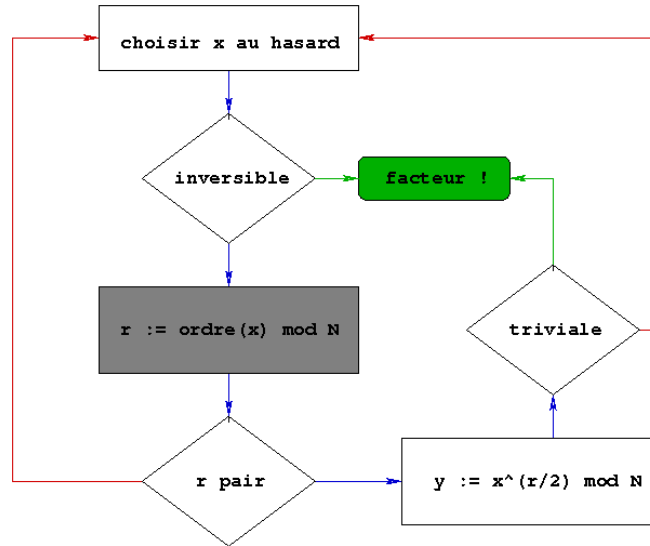 choisir x au hasard
inversible
facteur !
r := ordre(x) mod N
triviale
r pair
y := x^(r/2) mod N